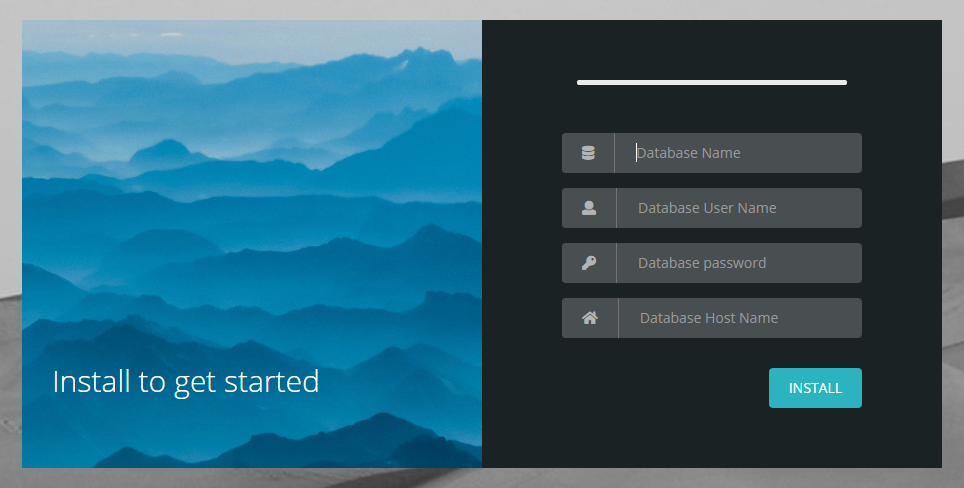 Install to get started
Database Name
Database User Name
Database password
Database Host Name
INSTALL